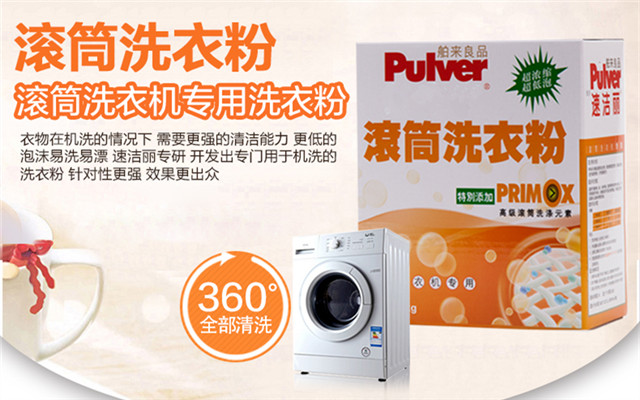 滚筒洗衣粉
滚筒洗衣机专用洗衣粉
衣物在机洗的情况下 需要更强的清洁能力 更低的
泡沫易洗易漂 速洁丽专研 开发出专门用于机洗的
洗衣粉 针对性更强 效果更出众
360°
全部清洗
舶来良品
Pulver
超浓缩
超低泡
滚筒洗衣粉
特别添加 PRIMOX
高级滚筒洗涤元素
衣机专用
g
舶来良品
Pulver
速洁丽